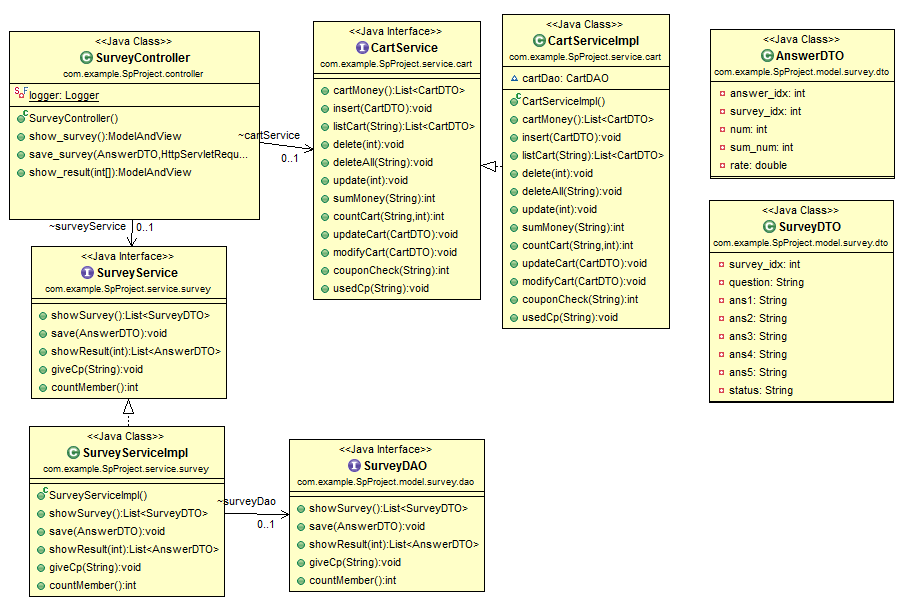 <<Java Class>>
SurveyController
com.example.SpProject.controller
logger: Logger
SurveyController()
show_survey():ModelAndView
save_survey(AnswerDTO,HttpServletRequ...
show_result(int[]):ModelAndView
~cartService
0..1
~surveyService
0..1
<<Java Interface>>
CartService
com.example.SpProject.service.cart
cartMoney():List<CartDTO>
insert(CartDTO):void
listCart(String):List<CartDTO>
delete(int):void
deleteAll(String):void
update(int):void
sumMoney(String):int
countCart(String,int):int
updateCart(CartDTO):void
modifyCart(CartDTO):void
couponCheck(String):int
usedCp(String):void
<<Java Class>>
CartServiceImpl
com.example.SpProject.service.cart
cartDao: CartDAO
CartServiceImpl()
cartMoney():List<CartDTO>
insert(CartDTO):void
listCart(String):List<CartDTO>
delete(int):void
deleteAll(String):void
update(int):void
sumMoney(String):int
countCart(String,int):int
updateCart(CartDTO):void
modifyCart(CartDTO):void
couponCheck(String):int
usedCp(String):void
<<Java Class>>
AnswerDTO
com.example.SpProject.model.survey.dto
answer_idx: int
survey_idx: int
num: int
sum_num: int
rate: double
<<Java Class>>
SurveyDTO
com.example.SpProject.model.survey.dto
survey_idx: int
question: String
ans1: String
ans2: String
ans3: String
ans4: String
ans5: String
status: String
<<Java Interface>>
SurveyService
com.example.SpProject.service.survey
showSurvey():List<SurveyDTO>
save(AnswerDTO):void
showResult(int):List<AnswerDTO>
giveCp(String):void
countMember():int
<<Java Class>>
SurveyServiceImpl
com.example.SpProject.service.survey
SurveyServiceImpl()
showSurvey():List<SurveyDTO>
save(AnswerDTO):void
showResult(int):List<AnswerDTO>
giveCp(String):void
countMember():int
~surveyDao
0..1
<<Java Interface>>
SurveyDAO
com.example.SpProject.model.survey.dao
showSurvey():List<SurveyDTO>
save(AnswerDTO):void
showResult(int):List<AnswerDTO>
giveCp(String):void
countMember():int